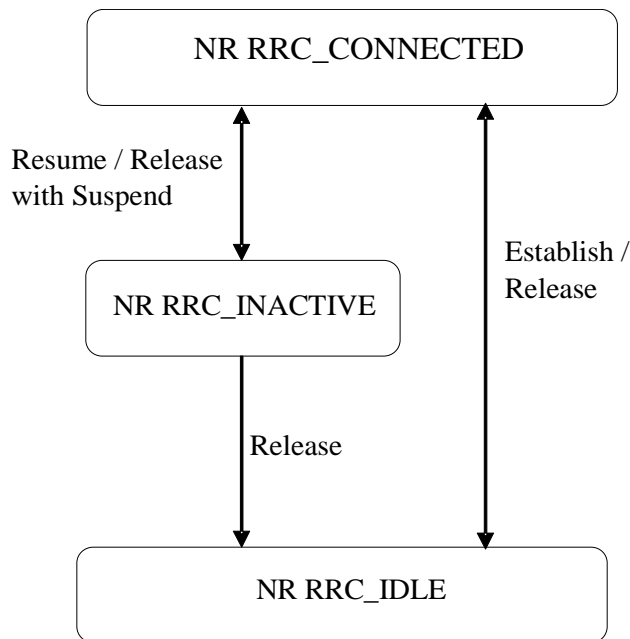 NR RRC_CONNECTED
Resume / Release
with Suspend
Establish /
Release
NR RRC_INACTIVE
Release
NR RRC_IDLE